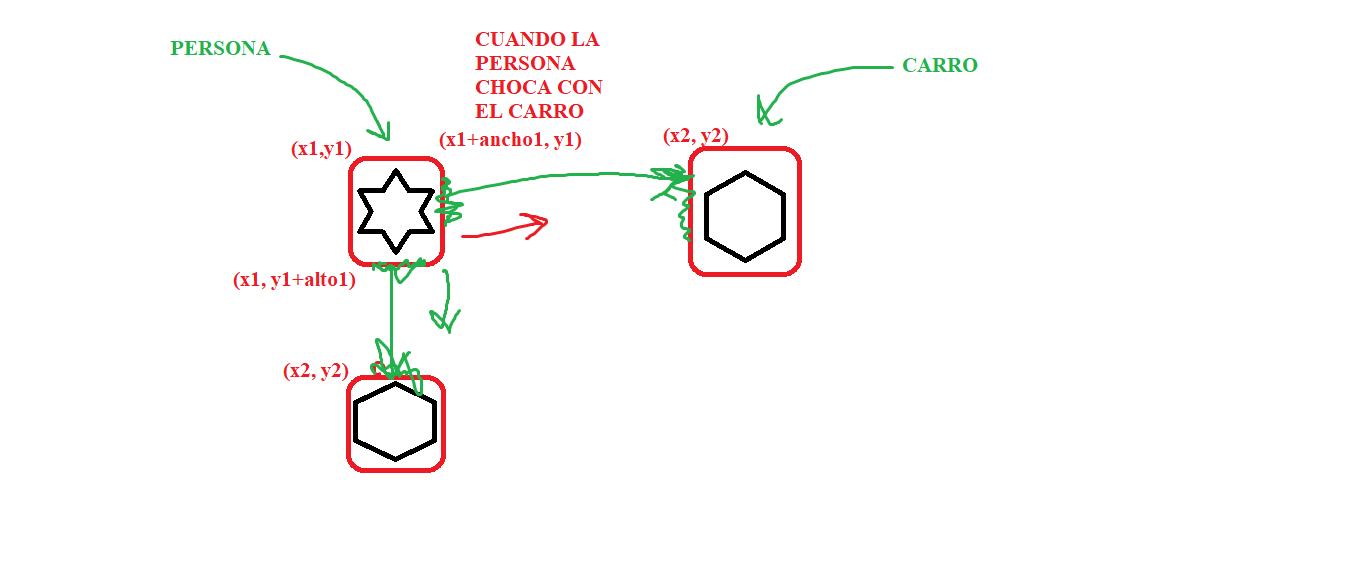 PERSONA
CUANDO LA
PERSONA
CHOCA CON
EL CARRO
CARRO
(x1,y1)
(x1+ancho1, y1)
(x2, y2)
(x1, y1+alto1)
(x2, y2)